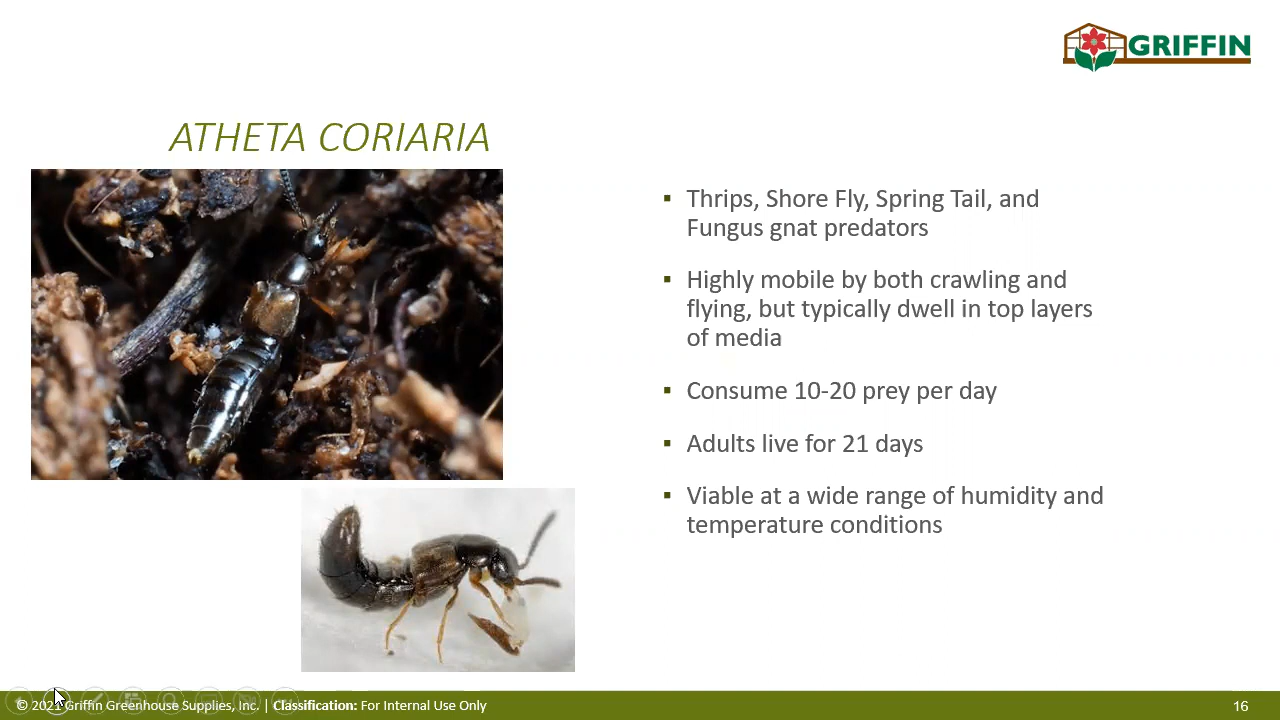 GRIFFIN
ATHETA CORIARIA
▪ Thrips, Shore Fly, Spring Tail, and
Fungus gnat predators
▪ Highly mobile by both crawling and
flying, but typically dwell in top layers
of media
▪ Consume 10-20 prey per day
▪ Adults live for 21 days
▪ Viable at a wide range of humidity and
temperature conditions
© 2021 Griffin Greenhouse Supplies, Inc. | Classification: For Internal Use Only
16